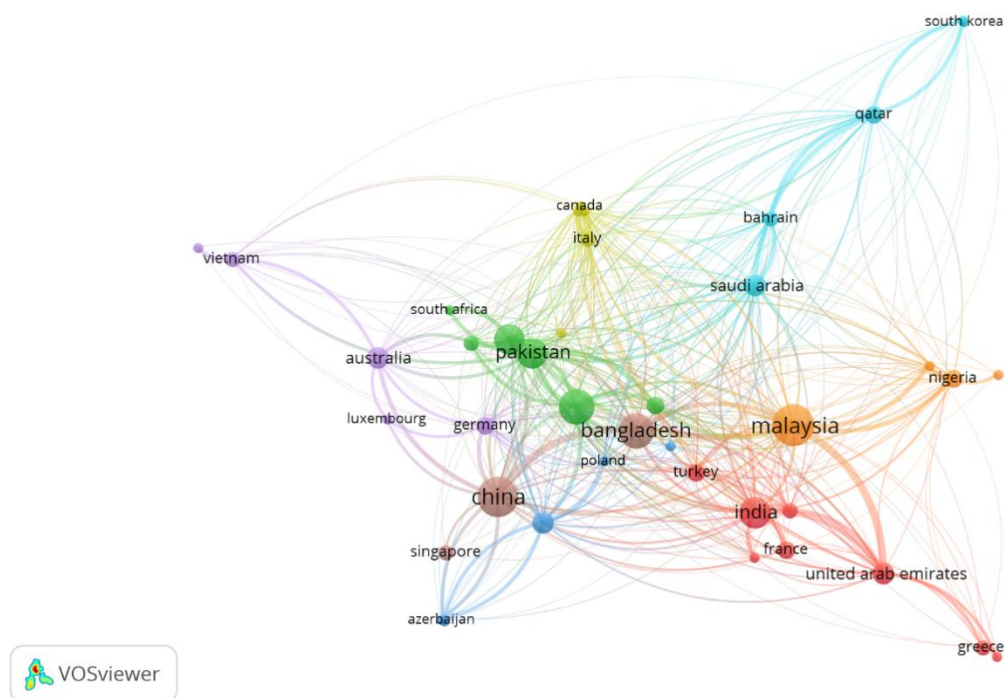 south korea
qatar
canada
bahrain
italy
vietnam
saudi arabia
south africa
pakistan
australia
nigeria
luxembourg
germany
bangladesh
malaysia
poland
turkey
china
india
singapore
france
united arab emirates
azerbaijan
greece
VOSviewer